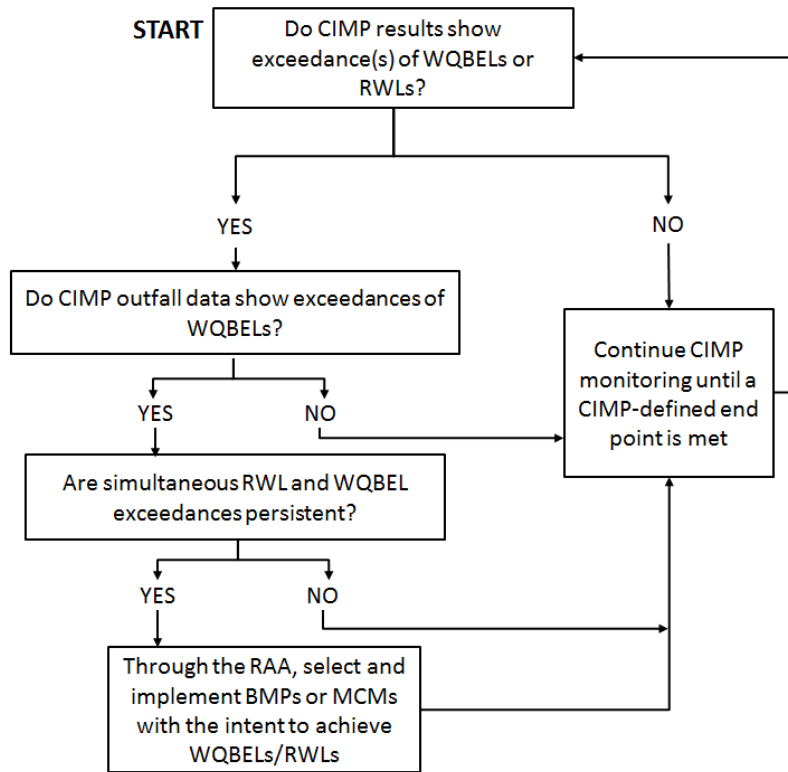 START
Do CIMP results show
exceedance(s) of WQBELs or
RWLs?
YES
NO
Do CIMP outfall data show exceedances of
WQBELs?
Continue CIMP
monitoring until a
CIMP-defined end
point is met
YES
NO
Are simultaneous RWL and WQBEL
exceedances persistent?
YES
NO
Through the RAA, select and
implement BMPs or MCMs
with the intent to achieve
WQBELs/RWLs